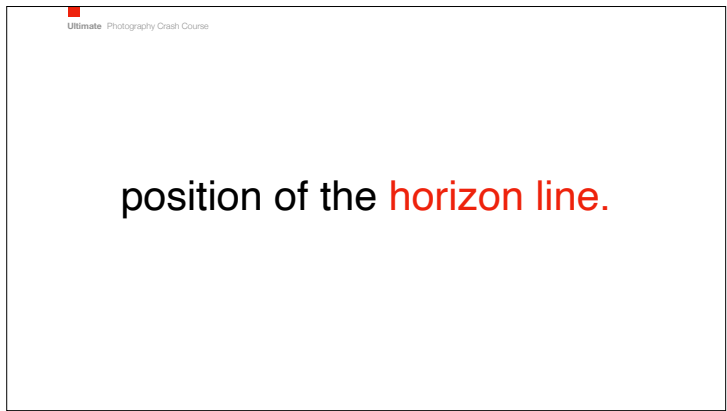 Ultimate Photography Crash Course
position of the horizon line.